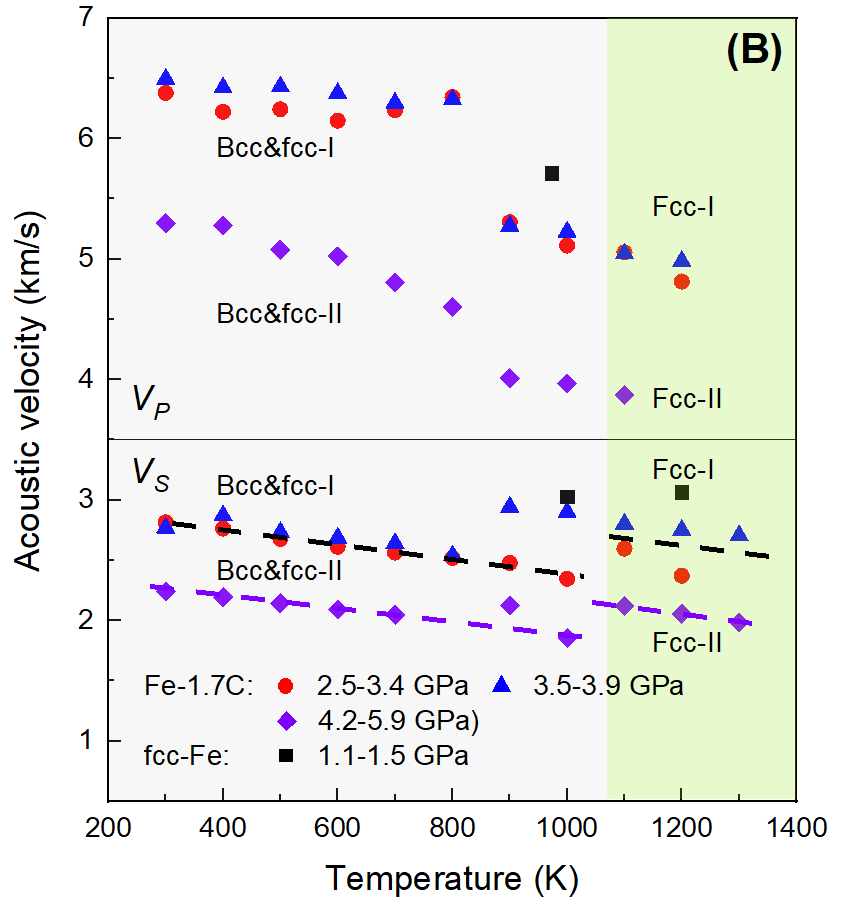 7
(B)
6
Bcc&fcc-I
Fcc-I
5
Bcc&fcc-II
4
Fcc-II
V_P
V_S
Fcc-I
Bcc&fcc-I
3
Bcc&fcc-II
2
Fcc-II
Fe-1.7C: 2.5-3.4 GPa 3.5-3.9 GPa
4.2-5.9 GPa)
1
fcc-Fe: 1.1-1.5 GPa
200 400 600 800 1000 1200 1400
Temperature (K)
Acoustic velocity (km/s)